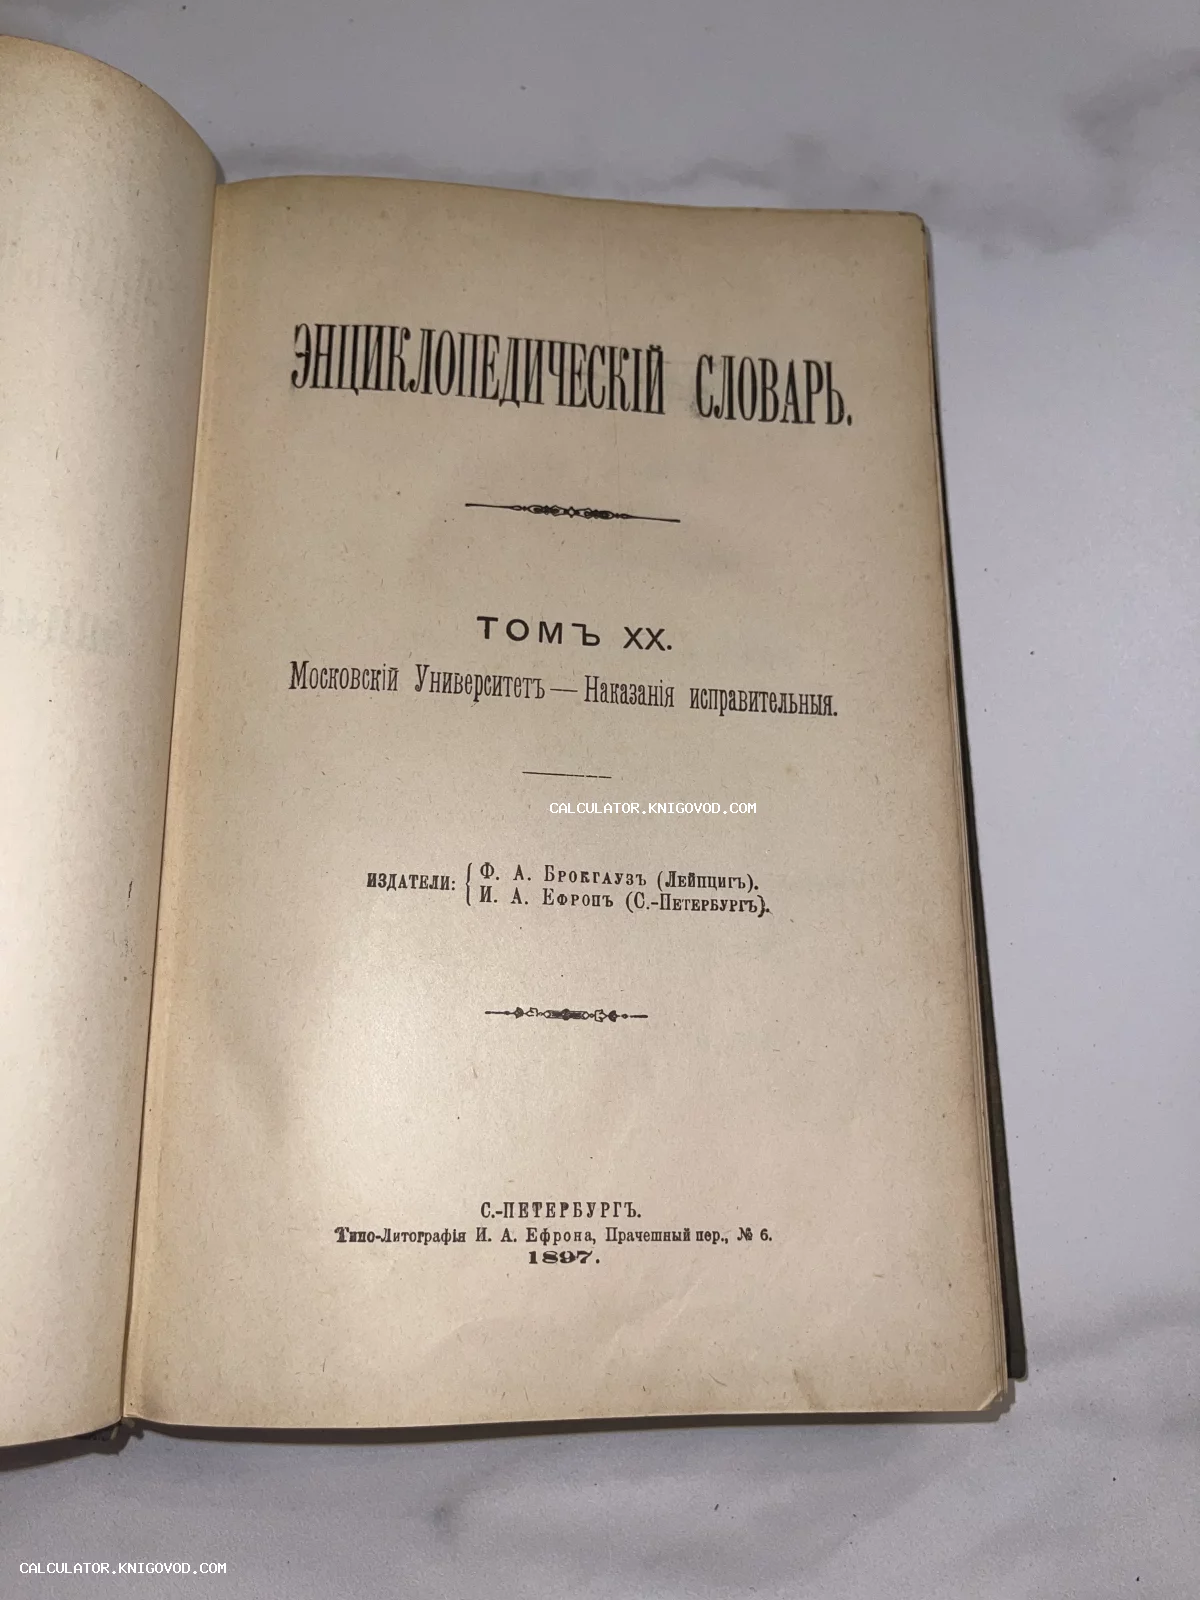 ЭНЦИКЛОПЕДИЧЕСКІЙ СЛОВАРЬ.
ТОМЪ XX.
Московскій Университетъ — Наказанія исправительныя.
CALCULATOR.KNIGOVOD.COM
ИЗДАТЕЛИ: { Ф. А. Брокгаузъ (Лейпцигъ).
И. А. Ефронъ (С.-Петербургъ).
С.-ПЕТЕРБУРГЪ.
Типо-Литографія И. А. Ефрона, Прачешный пер., № 6.
1897.
CALCULATOR.KNIGOVOD.COM